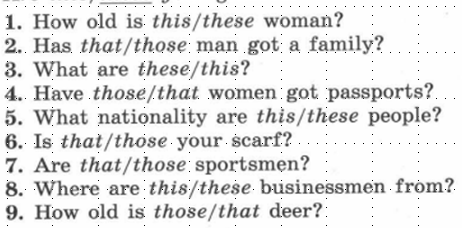 1. How old is this/these woman?
2. Has that/those man got a family?
3. What are these/this?
4. Have those/that women got passports?
5. What nationality are this/these people?
6. Is that/those your scarf?
7. Are that/those sportsmen?
8. Where are this/these businessmen from?
9. How old is those/that deer?